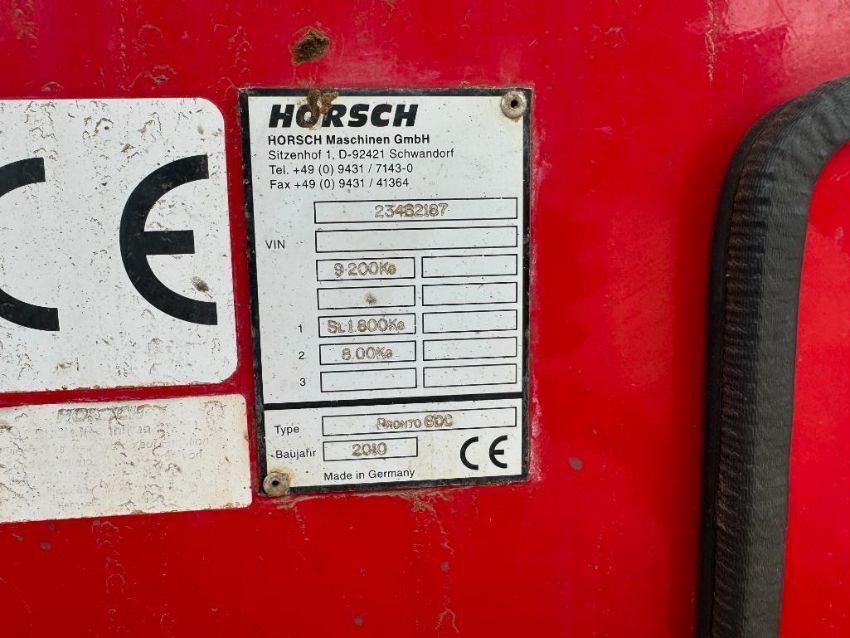 CE
HORSCH
HORSCH Maschinen GmbH
Sitzenhof 1, D-92421 Schwandorf
Tel. +49 (0) 9431 / 7143-0
Fax +49 (0) 9431 / 41364
23482187
VIN
9.200KG
1 SL1.800KG
2 8.00KG
3
Type PRONTO 6DC
Baujahr 2010
CE
Made in Germany